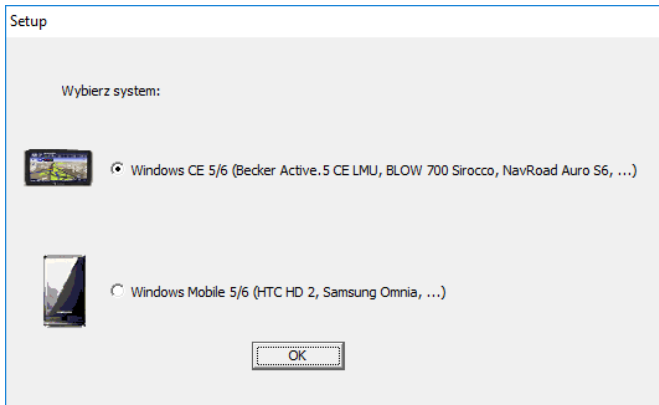 Setup
Wybierz system:
Windows CE 5/6 (Becker Active.5 CE LMU, BLOW 700 Sirocco, NavRoad Auro S6, ...)
Windows Mobile 5/6 (HTC HD 2, Samsung Omnia, ...)
OK